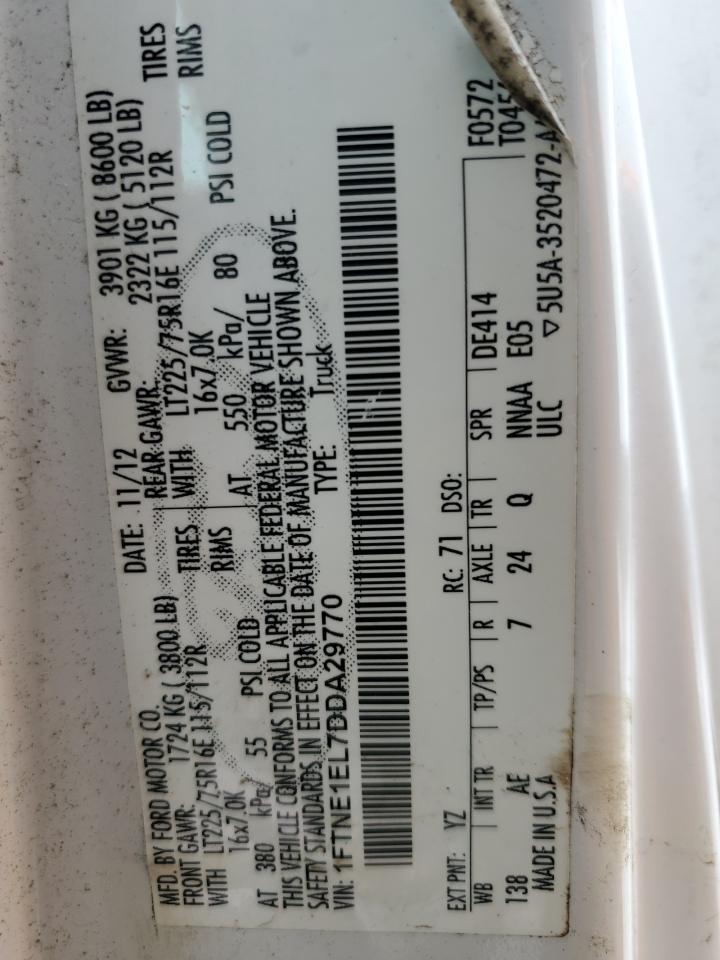 MFD. BY FORD MOTOR CO. DATE: 11/12 GVWR: 3901 KG ( 8600 LB)
FRONT GAWR: 1724 KG ( 3800 LB) REAR GAWR: 2322 KG ( 5120 LB)
WITH LT225/75R16E 115/112R TIRES WITH LT225/75R16E 115/112R TIRES
16x7.0K RIMS 16x7.0K RIMS
AT 380 kPa/ 55 PSI COLD AT 550 kPa/ 80 PSI COLD
THIS VEHICLE CONFORMS TO ALL APPLICABLE FEDERAL MOTOR VEHICLE
SAFETY STANDARDS IN EFFECT ON THE DATE OF MANUFACTURE SHOWN ABOVE.
VIN: 1FTNE1EL7DDA29770 TYPE: Truck
EXT PNT: YZ RC: 71 DSO:
WB INT TR TP/PS R AXLE TR SPR DE414 F0572
138 AE 7 24 Q NNAA E05 T045
MADE IN U.S.A ULC ▽5U5A-3520472-A